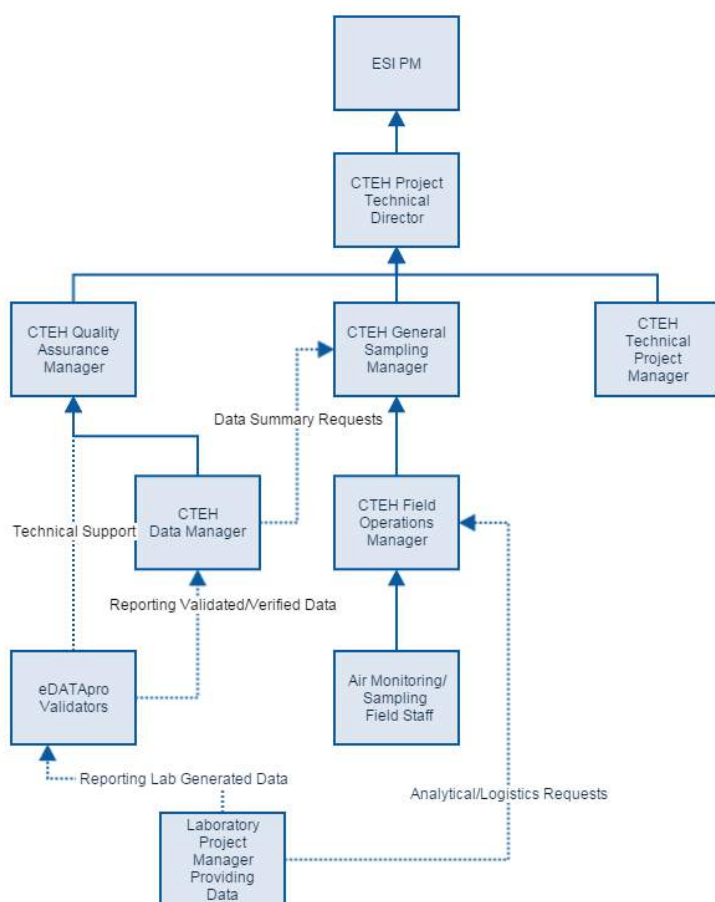 ESI PM
CTEH Project
Technical
Director
CTEH Quality
Assurance
Manager
CTEH General
Sampling
Manager
CTEH
Technical
Project
Manager
Data Summary Requests
CTEH
Data Manager
CTEH Field
Operations
Manager
Technical Support
Reporting Validated/Verified Data
eDATApro
Validators
Air Monitoring/
Sampling
Field Staff
Reporting Lab Generated Data
Analytical/Logistics Requests
Laboratory
Project
Manager
Providing
Data